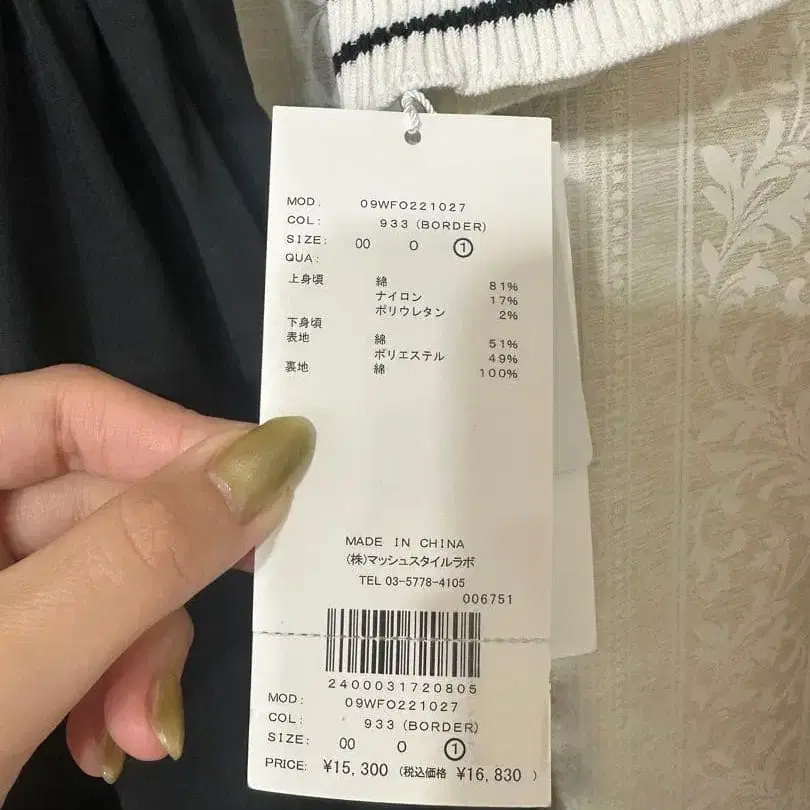 MOD: 09WFO221027
COL: 933 (BORDER)
SIZE: 00 0 ①
QUA:
上身頃 綿 81%
ナイロン 17%
ポリウレタン 2%
下身頃
表地 綿 51%
ポリエステル 49%
裏地 綿 100%
MADE IN CHINA
(株)マッシュスタイルラボ
TEL 03-5778-4105
006751
2400031720805
MOD: 09WFO221027
COL: 933 (BORDER)
SIZE: 00 0 ①
PRICE: ¥15,300 (税込価格 ¥16,830 )